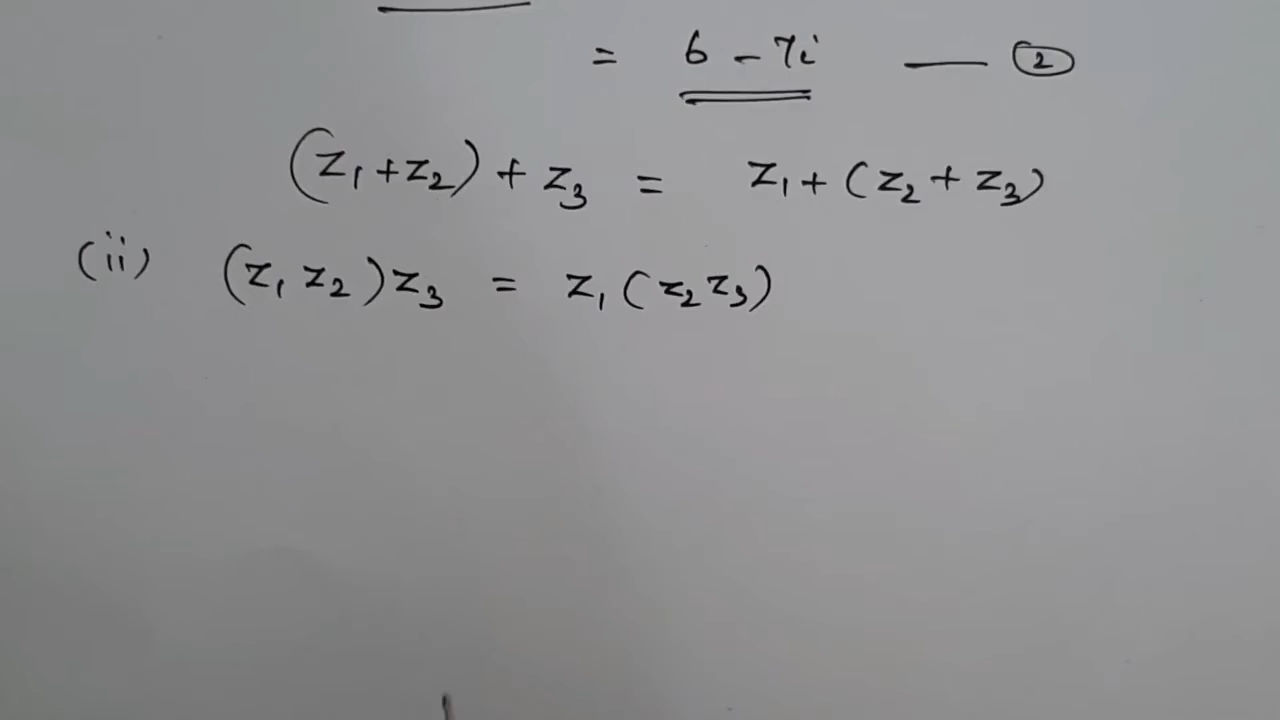 = 6 - 7i —— ②
(z₁ + z₂) + z₃ = z₁ + (z₂ + z₃)
(ii) (z₁ z₂) z₃ = z₁ (z₂ z₃)